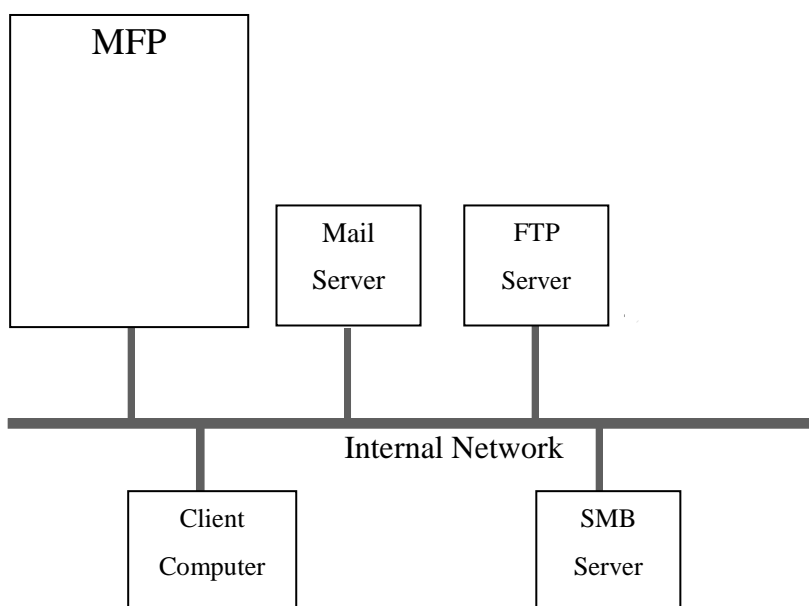 MFP
Mail
Server
FTP
Server
Internal Network
Client
Computer
SMB
Server